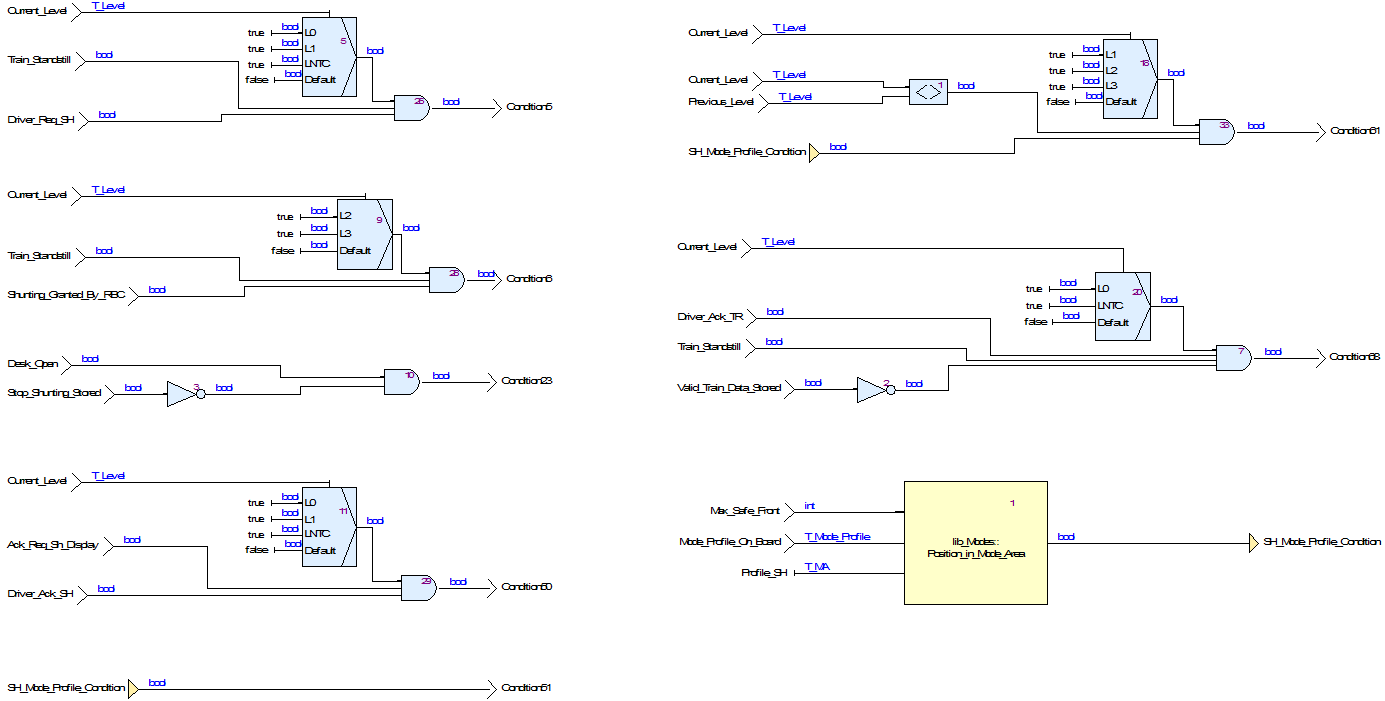 Current_Level
T_Level
true bool L0
5
true bool L1
bool
true bool LNTC
Train_Standstill
bool
false bool Default
26
bool
Condition5
Driver_Req_SH
bool
Current_Level
T_Level
true bool L2
9
true bool L3
bool
false bool Default
Train_Standstill
bool
28
bool
Condition6
Shunting_Granted_By_RBC
bool
Desk_Open
bool
10
bool
Condition23
Stop_Shunting_Stored
bool
3
bool
Current_Level
T_Level
true bool L0
11
true bool L1
bool
true bool LNTC
false bool Default
Ack_Req_Sh_Display
bool
29
bool
Condition50
Driver_Ack_SH
bool
SH_Mode_Profile_Condition
bool
Condition51
Current_Level
T_Level
true bool L1
18
true bool L2
bool
true bool L3
false bool Default
Current_Level
T_Level
1
<>
bool
Previous_Level
T_Level
33
bool
Condition61
SH_Mode_Profile_Condition
bool
Current_Level
T_Level
true bool L0
20
true bool LNTC
bool
false bool Default
Driver_Ack_TR
bool
Train_Standstill
bool
7
bool
Condition68
Valid_Train_Data_Stored
bool
2
bool
Max_Safe_Front
int
1
Mode_Profile_On_Board
T_Mode_Profile
lib_Modes::
Position_in_Mode_Area
bool
SH_Mode_Profile_Condition
Profile_SH
T_MA